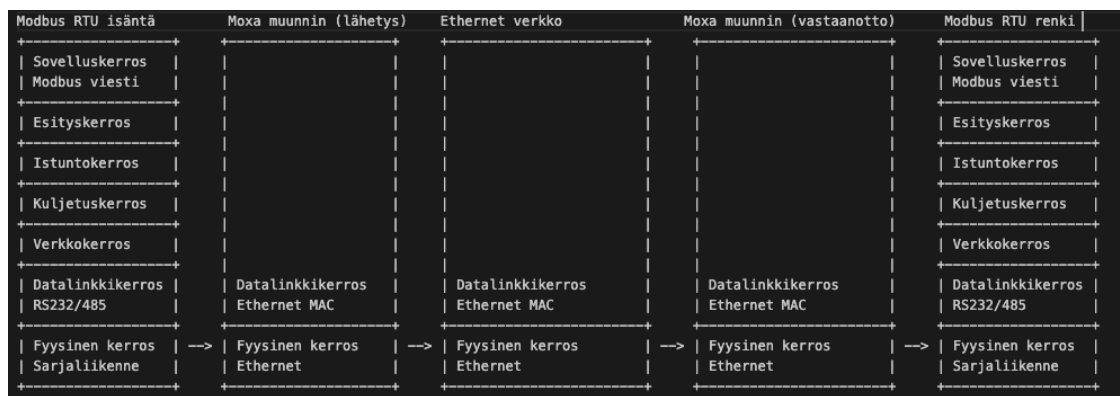 Modbus RTU isäntä Moxa muunnin (lähetys) Ethernet verkko Moxa muunnin (vastaanotto) Modbus RTU renki
Sovelluskerros Sovelluskerros
Modbus viesti Modbus viesti
Esityskerros Esityskerros
Istuntokerros Istuntokerros
Kuljetuskerros Kuljetuskerros
Verkkokerros Verkkokerros
Datalinkkikerros Datalinkkikerros Datalinkkikerros Datalinkkikerros Datalinkkikerros
RS232/485 Ethernet MAC Ethernet MAC Ethernet MAC RS232/485
Fyysinen kerros --> Fyysinen kerros --> Fyysinen kerros --> Fyysinen kerros --> Fyysinen kerros
Sarjaliikenne Ethernet Ethernet Ethernet Sarjaliikenne